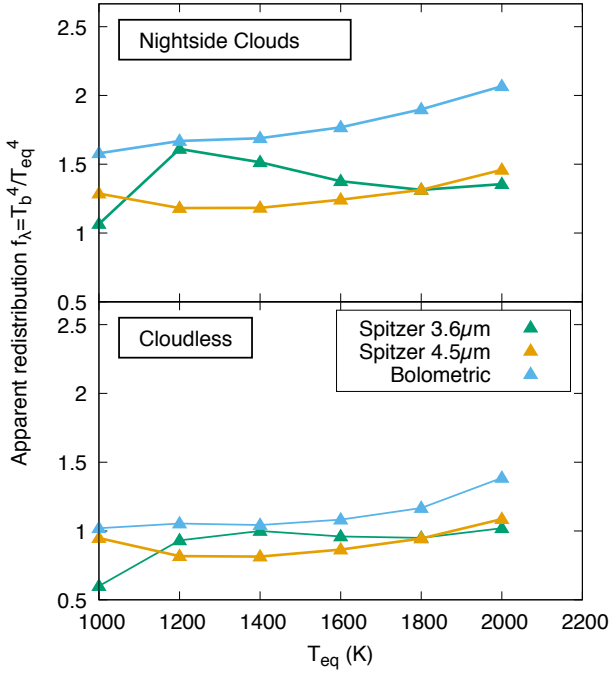 2.5
Nightside Clouds
2
1.5
1
0.5
2.5
Cloudless
Spitzer 3.6μm
Spitzer 4.5μm
Bolometric
2
1.5
1
0.5
1000 1200 1400 1600 1800 2000 2200
T_eq (K)
Apparent redistribution f_λ=T_b^4/T_eq^4